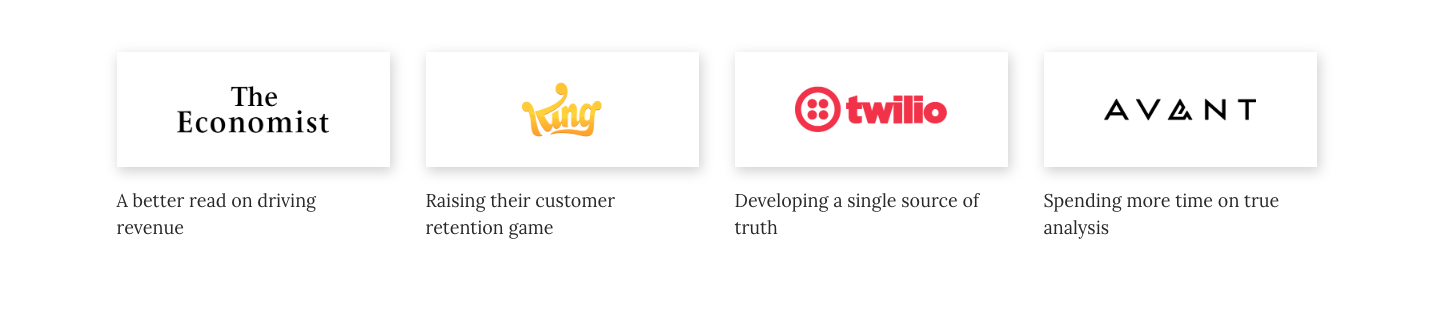 The
Economist
King
twilio
AVANT
A better read on driving
revenue
Raising their customer
retention game
Developing a single source of
truth
Spending more time on true
analysis